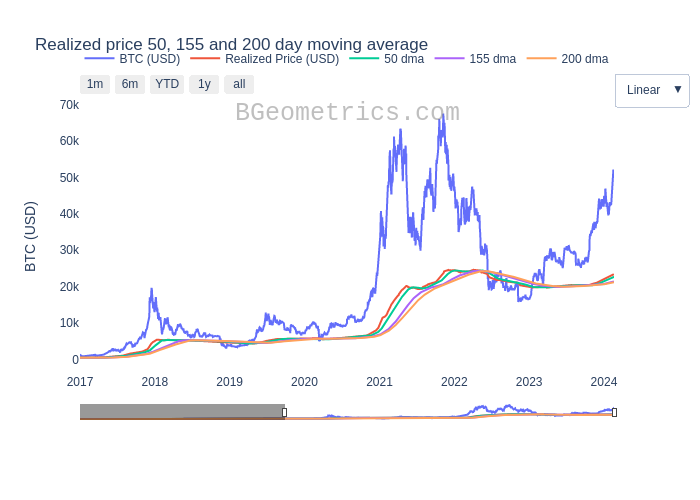 Realized price 50, 155 and 200 day moving average
BTC (USD) Realized Price (USD) 50 dma 155 dma 200 dma
1m 6m YTD 1y all
Linear ▼
BGeometrics.com
70k
60k
50k
40k
30k
20k
10k
0
BTC (USD)
2017 2018 2019 2020 2021 2022 2023 2024